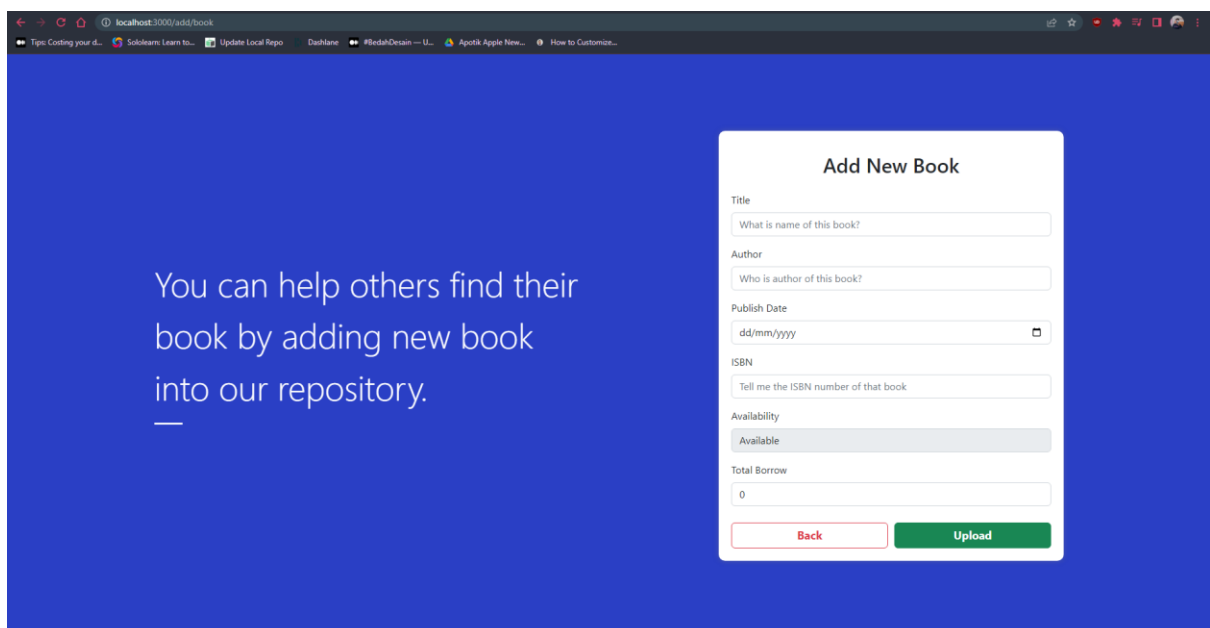 localhost:3000/add/book
Tips: Costing your d... Sololearn: Learn to... Update Local Repo Dashlane #BedahDesain — U... Apotik Apple New... How to Customize...
Add New Book
Title
What is name of this book?
Author
Who is author of this book?
Publish Date
dd/mm/yyyy
ISBN
Tell me the ISBN number of that book
Availability
Available
Total Borrow
0
Back Upload
You can help others find their
book by adding new book
into our repository.